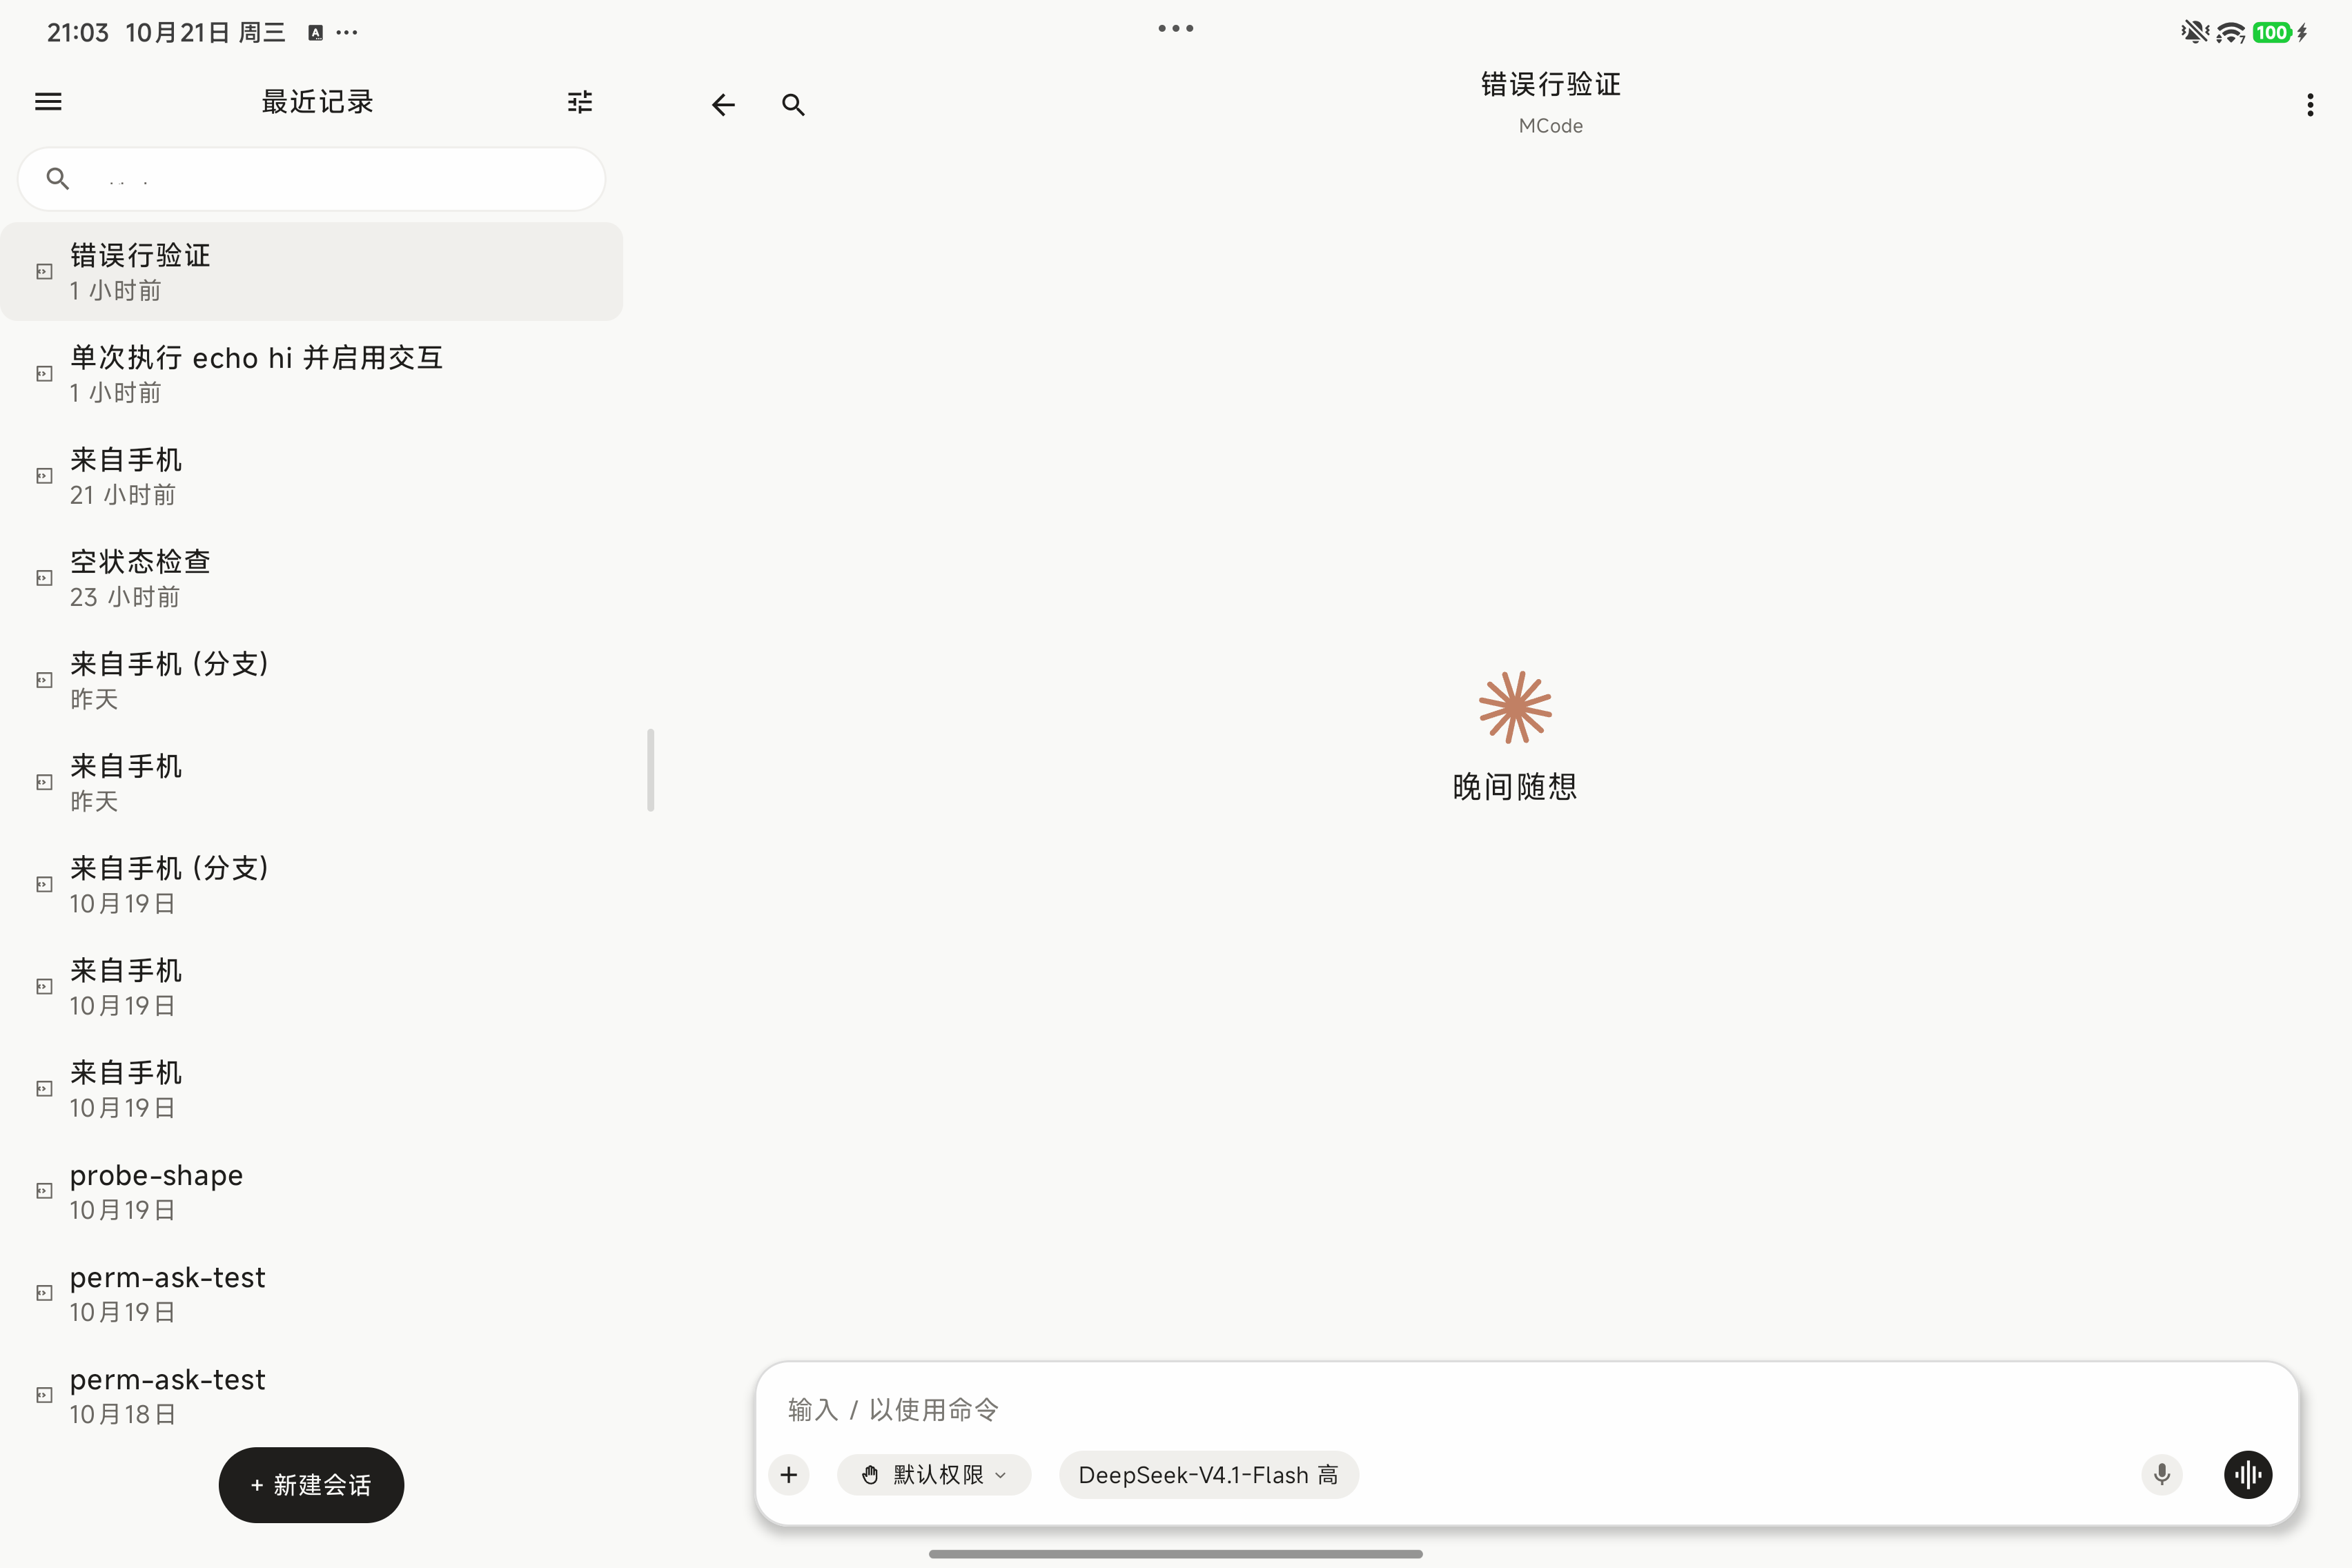 21:03 10月21日 周三
100
最近记录
错误行验证
1 小时前
单次执行 echo hi 并启用交互
1 小时前
来自手机
21 小时前
空状态检查
23 小时前
来自手机 (分支)
昨天
来自手机
昨天
来自手机 (分支)
10月19日
来自手机
10月19日
来自手机
10月19日
probe-shape
10月19日
perm-ask-test
10月19日
perm-ask-test
10月18日
+ 新建会话
错误行验证
MCode
晚间随想
输入 / 以使用命令
默认权限
DeepSeek-V4.1-Flash 高